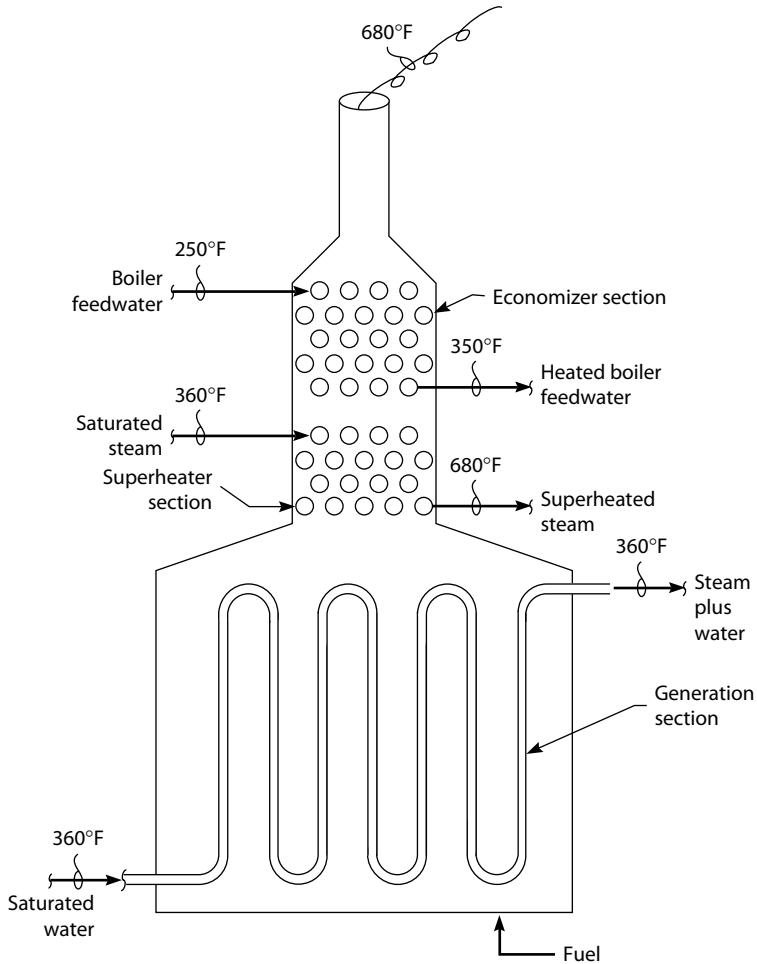 680°F
250°F
Boiler
feedwater
Economizer section
350°F
Heated boiler
feedwater
360°F
Saturated
steam
Superheater
section
680°F
Superheated
steam
360°F
Steam
plus
water
Generation
section
360°F
Saturated
water
Fuel